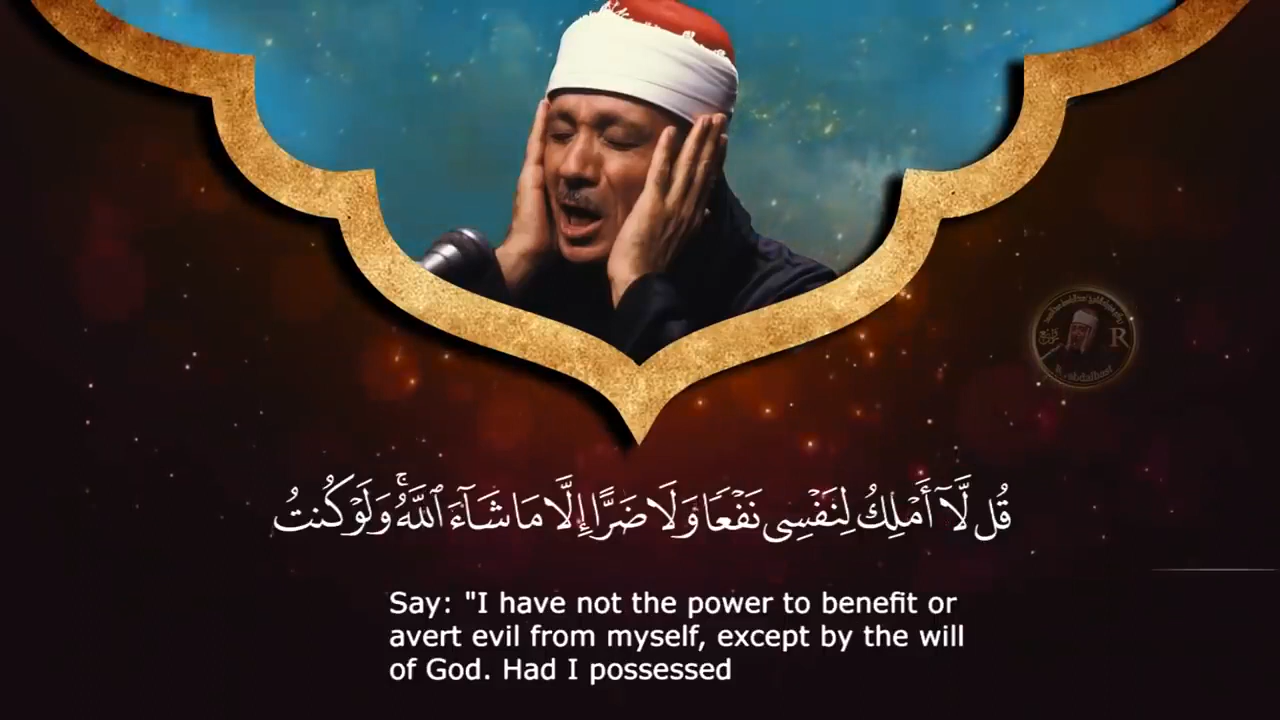 R
قُل لَّآ أَمْلِكُ لِنَفْسِى نَفْعًا وَلَا ضَرًّا إِلَّا مَا شَآءَ ٱللَّهُ ۚ وَلَوْ كُنتُ
Say: "I have not the power to benefit or
avert evil from myself, except by the will
of God. Had I possessed